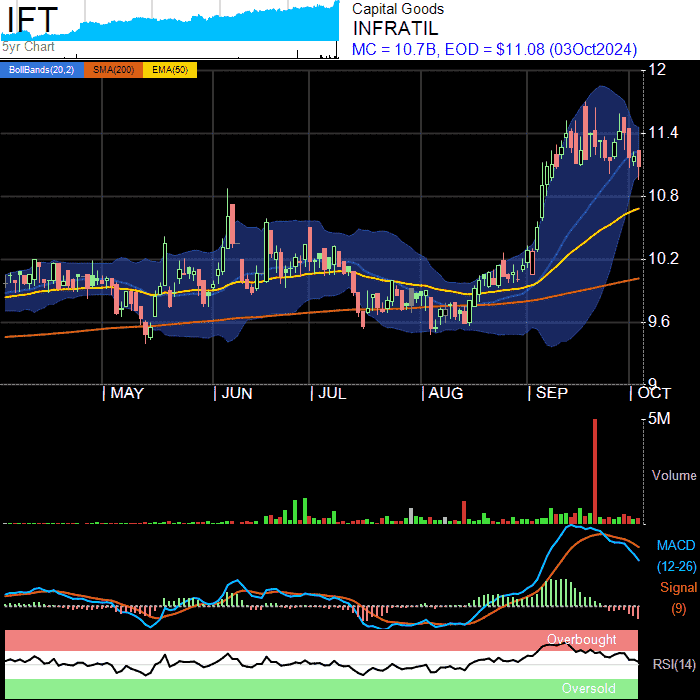 IFT
5yr Chart
Capital Goods
INFRATIL
MC = 10.7B, EOD = $11.08 (03Oct2024)
BollBands(20,2) SMA(200) EMA(50)
12
11.4
10.8
10.2
9.6
9
MAY JUN JUL AUG SEP OCT
5M
Volume
MACD
(12-26)
Signal
(9)
Overbought
RSI(14)
Oversold